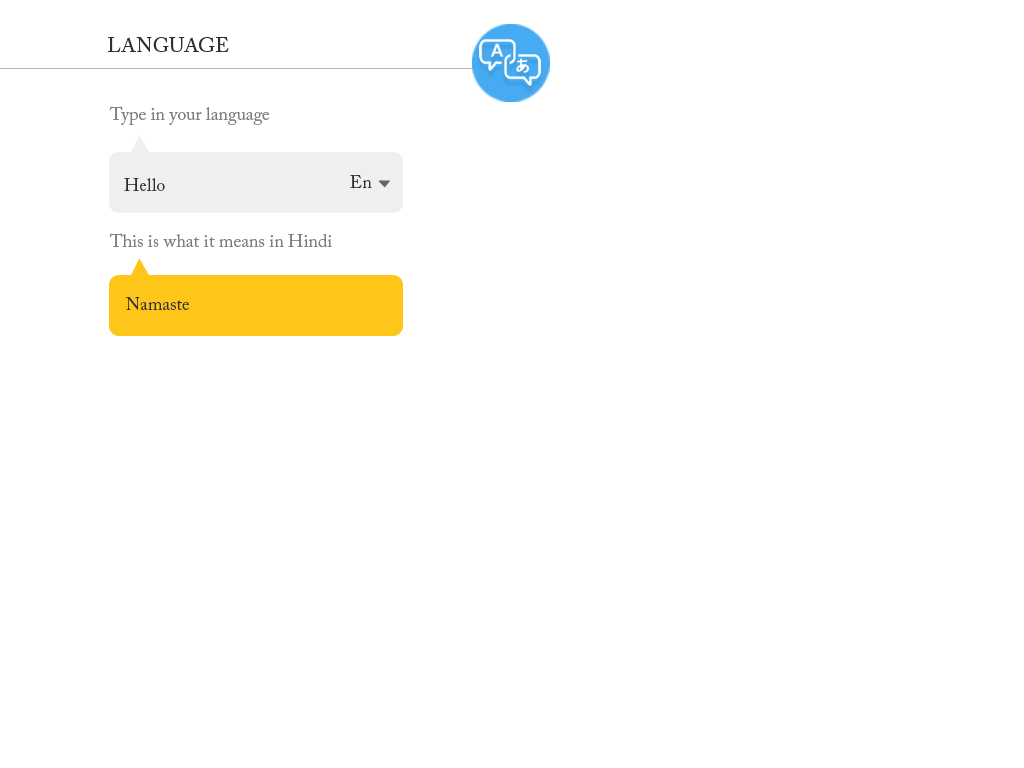 LANGUAGE
A
あ
Type in your language
Hello
En
This is what it means in Hindi
Namaste